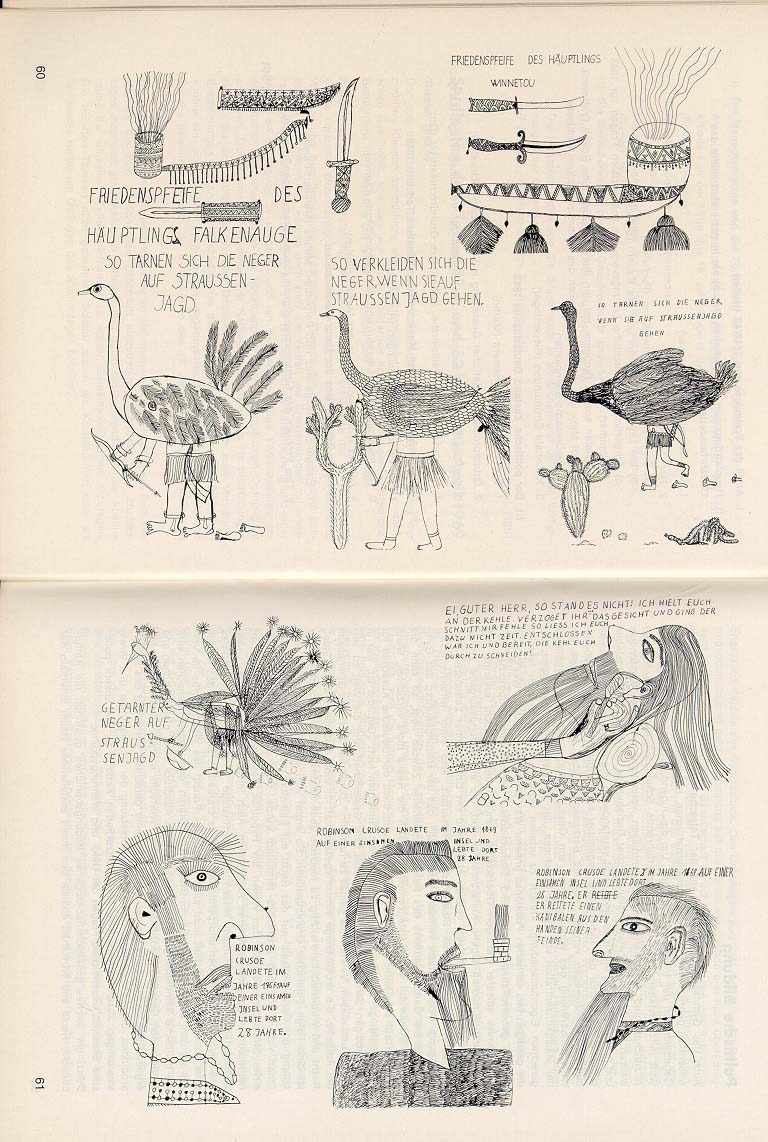 60
FRIEDENSPFEIFE DES
HÄUPTLINGS FALKENAUGE
FRIEDENSPFEIFE DES HÄUPTLINGS
WINNETOU
SO TARNEN SICH DIE NEGER
AUF STRAUSSEN-
JAGD.
SO VERKLEIDEN SICH DIE
NEGER, WENN SIE AUF
STRAUSSENJAGD GEHEN.
SO TARNEN SICH DIE NEGER,
WENN SIE AUF STRAUSSENJAGD
GEHEN
GETARNTER
NEGER AUF
STRAUS-
SENJAGD
EI, GUTER HERR, SO STAND ES NICHT! ICH HIELT EUCH
AN DER KEHLE. VERZOGET IHR DAS GESICHT UND GING DER
SCHNITT MIR FEHL SO LIESS ICH EUCH
DAZU NICHT ZEIT. ENTSCHLOSSEN
WAR ICH UND BEREIT, DIE KEHL EUCH
DURCH ZU SCHNEIDEN!
ROBINSON
CRUSOE
LANDETE IM
JAHRE AUF
EINER EINSAMEN
INSEL UND
LEBTE DORT
28 JAHRE.
ROBINSON CRUSOE LANDETE IM JAHRE 1849
AUF EINER EINSAMEN INSEL UND
LEBTE DORT
28 JAHRE
ROBINSON CRUSOE LANDETE IM JAHRE AUF EINER
EINSAMEN INSEL UND LEBTE DORT
28 JAHRE. ER RETETE
ER RETTETE EINEN
KANIBALEN AUS DEN
HÄNDEN SEINER
FEINDE.
61